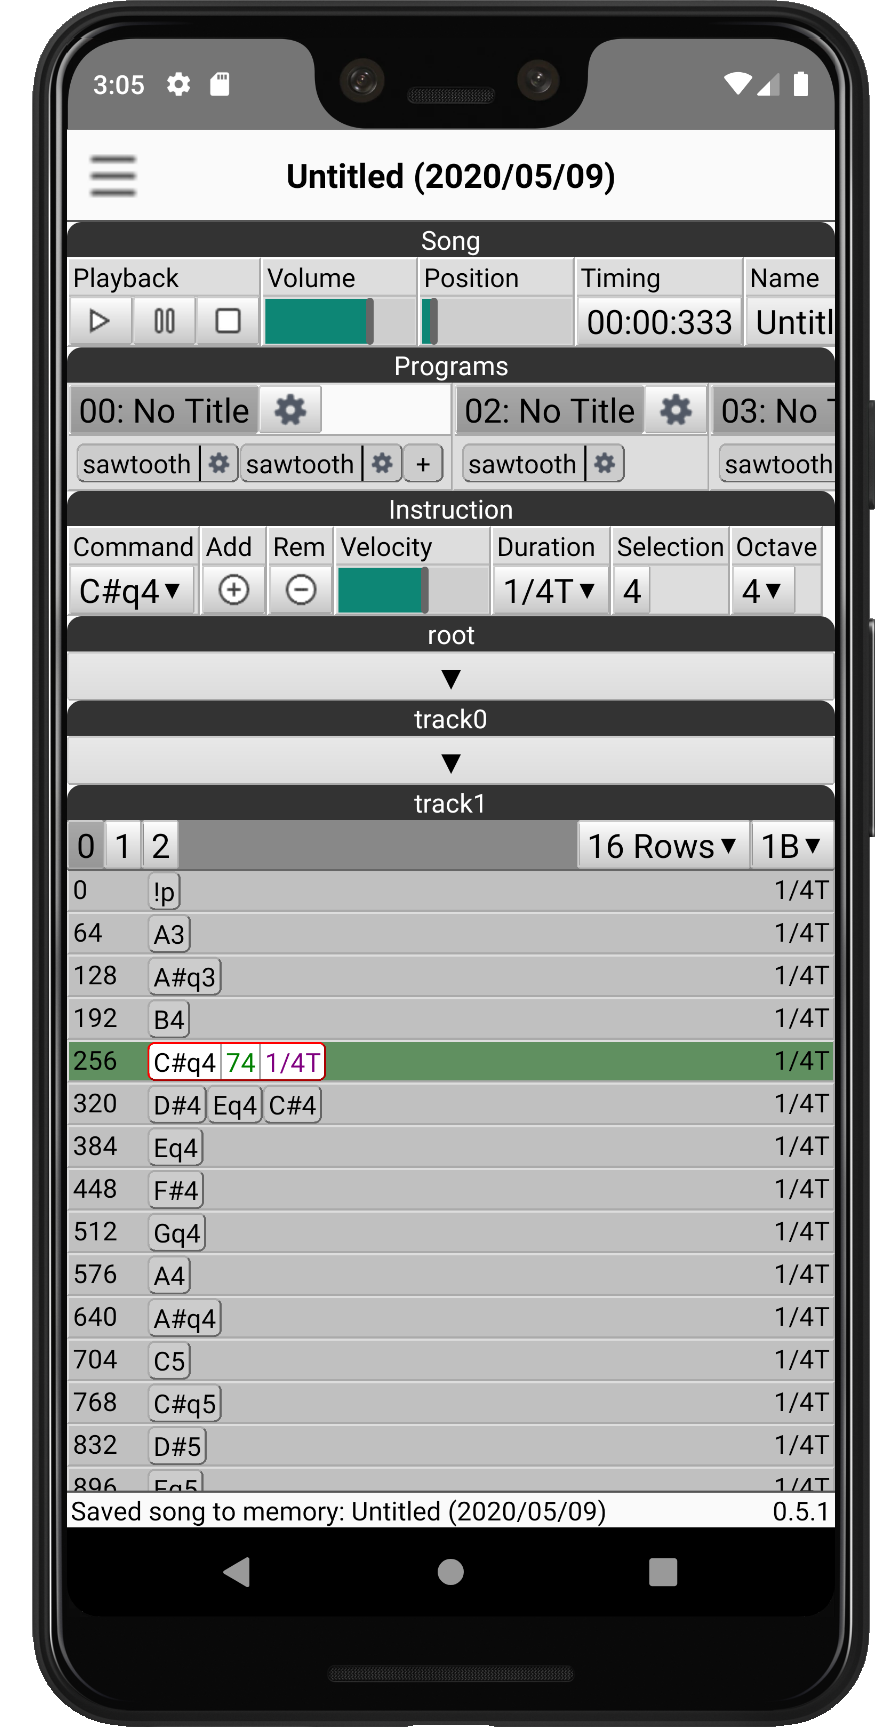 3:05
Untitled (2020/05/09)
Song
Playback Volume Position Timing Name
00:00:333 Untitl
Programs
00: No Title 02: No Title 03: No
sawtooth sawtooth + sawtooth sawtooth
Instruction
Command Add Rem Velocity Duration Selection Octave
C#q4▼ 1/4T▼ 4 4▼
root
▼
track0
▼
track1
0 1 2 16 Rows▼ 1B▼
0 !p 1/4T
64 A3 1/4T
128 A#q3 1/4T
192 B4 1/4T
256 C#q4 74 1/4T 1/4T
320 D#4 Eq4 C#4 1/4T
384 Eq4 1/4T
448 F#4 1/4T
512 Gq4 1/4T
576 A4 1/4T
640 A#q4 1/4T
704 C5 1/4T
768 C#q5 1/4T
832 D#5 1/4T
896 Eq5 1/4T
Saved song to memory: Untitled (2020/05/09) 0.5.1